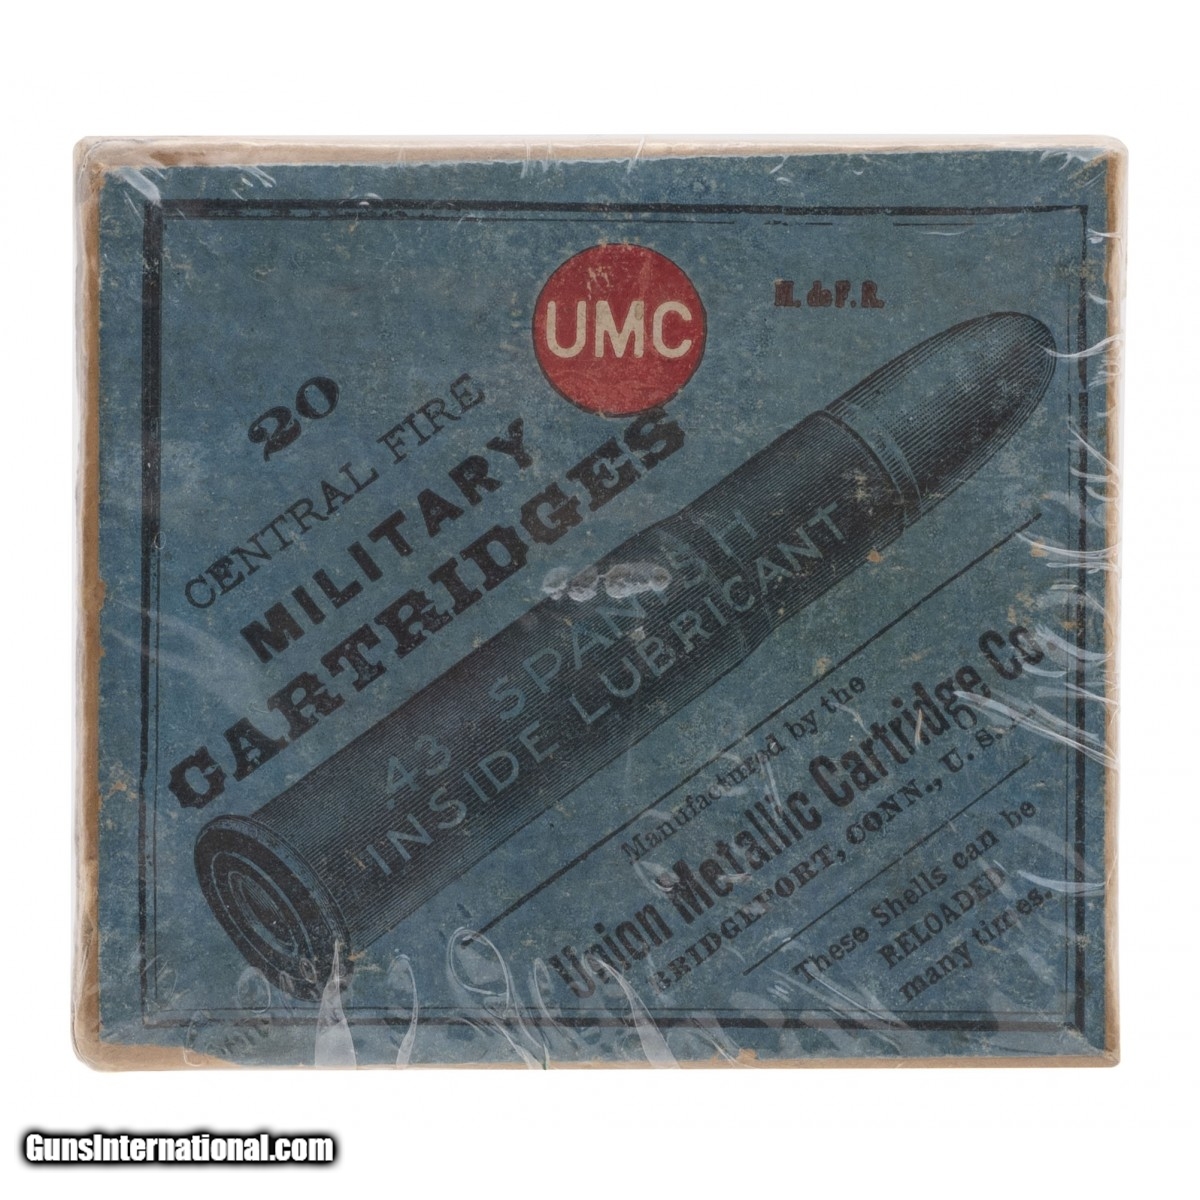 UMC
M. de F. R.
20
CENTRAL FIRE
MILITARY
CARTRIDGES
.43 SPANISH
INSIDE LUBRICANT
Manufactured by the
Union Metallic Cartridge Co.
BRIDGEPORT, CONN., U. S. A.
These Shells can be
RELOADED
many times.
GunsInternational.com